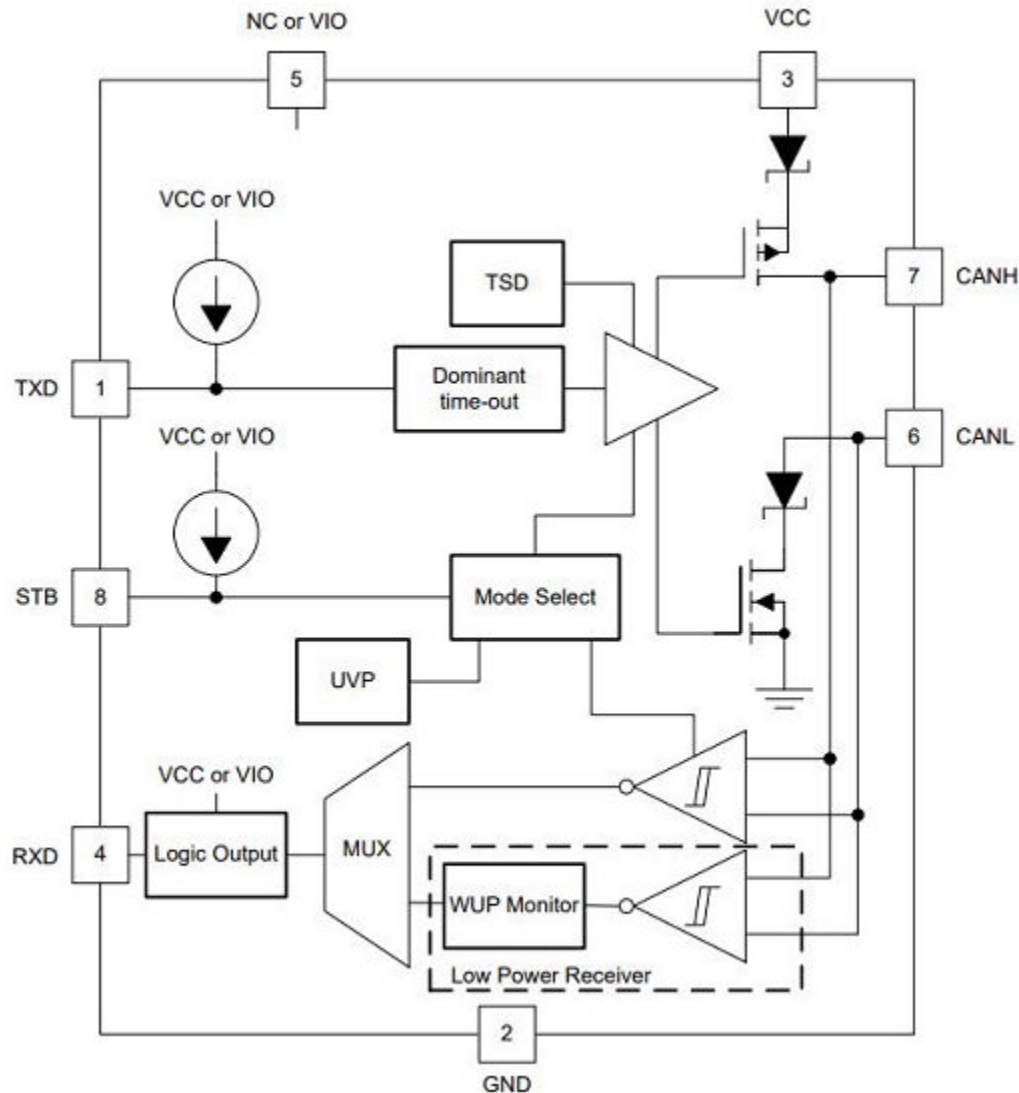 NC or VIO
VCC
5
3
VCC or VIO
TSD
7
CANH
TXD
1
Dominant
time-out
VCC or VIO
6
CANL
STB
8
Mode Select
UVP
VCC or VIO
RXD
4
Logic Output
MUX
WUP Monitor
Low Power Receiver
2
GND